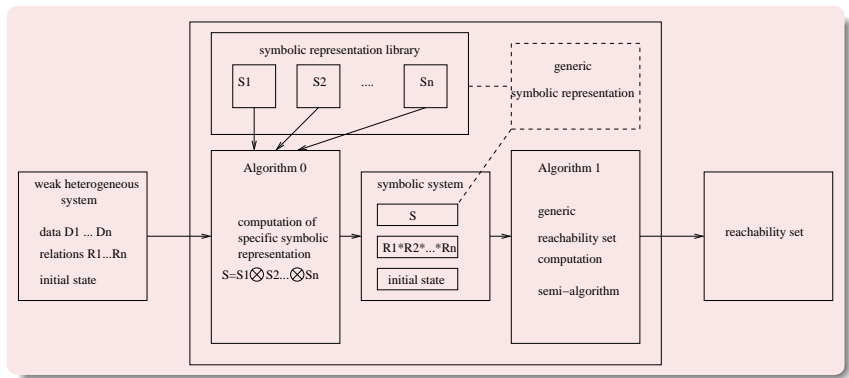 symbolic representation library
S1
S2
....
Sn
generic
symbolic representation
weak heterogeneous
system
data D1 ... Dn
relations R1...Rn
initial state
Algorithm 0
computation of
specific symbolic
representation
S=S1⊗S2...⊗Sn
symbolic system
S
R1*R2*...*Rn
initial state
Algorithm 1
generic
reachability set
computation
semi−algorithm
reachability set